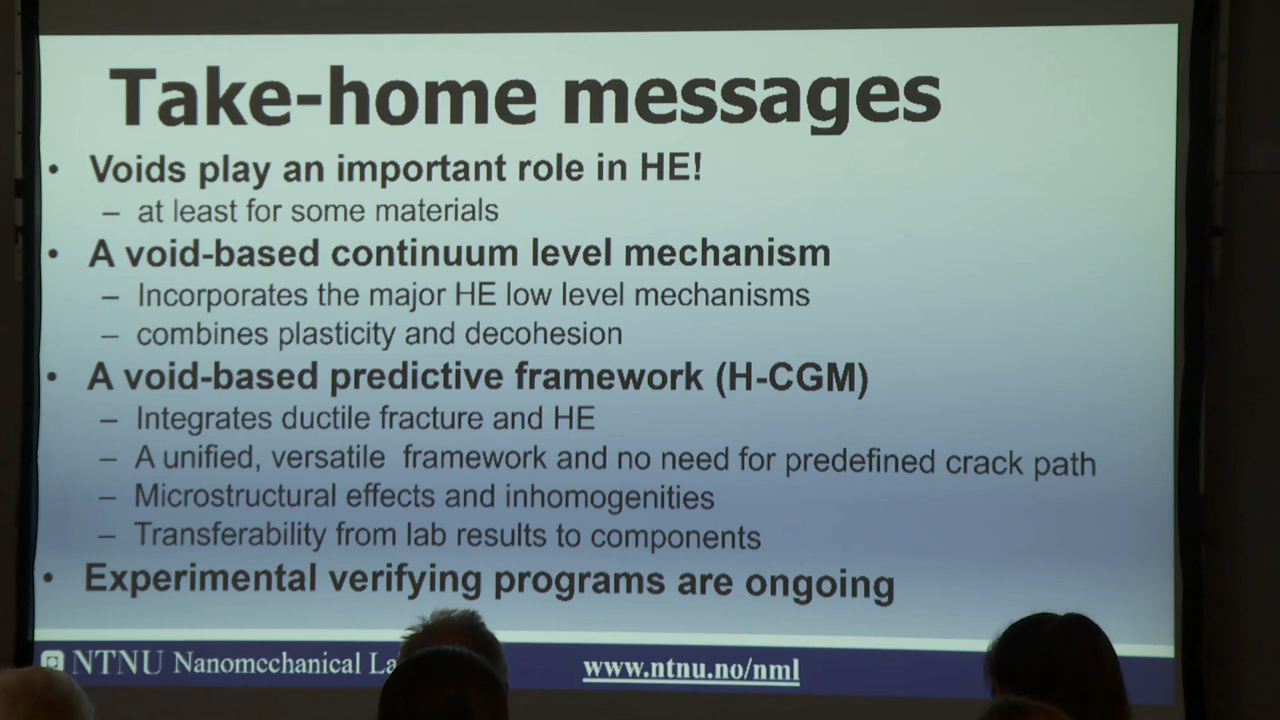 Take-home messages
• Voids play an important role in HE!
– at least for some materials
• A void-based continuum level mechanism
– Incorporates the major HE low level mechanisms
– combines plasticity and decohesion
• A void-based predictive framework (H-CGM)
– Integrates ductile fracture and HE
– A unified, versatile framework and no need for predefined crack path
– Microstructural effects and inhomogenities
– Transferability from lab results to components
• Experimental verifying programs are ongoing
NTNU Nanomechanical www.ntnu.no/nml